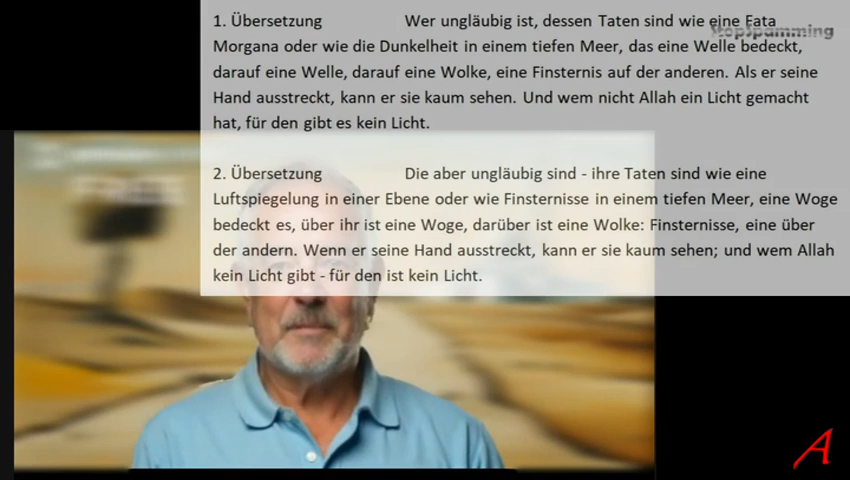 StopSpamming
1. Übersetzung Wer ungläubig ist, dessen Taten sind wie eine Fata
Morgana oder wie die Dunkelheit in einem tiefen Meer, das eine Welle bedeckt,
darauf eine Welle, darauf eine Wolke, eine Finsternis auf der anderen. Als er seine
Hand ausstreckt, kann er sie kaum sehen. Und wem nicht Allah ein Licht gemacht
hat, für den gibt es kein Licht.
2. Übersetzung Die aber ungläubig sind - ihre Taten sind wie eine
Luftspiegelung in einer Ebene oder wie Finsternisse in einem tiefen Meer, eine Woge
bedeckt es, über ihr ist eine Woge, darüber ist eine Wolke: Finsternisse, eine über
der andern. Wenn er seine Hand ausstreckt, kann er sie kaum sehen; und wem Allah
kein Licht gibt - für den ist kein Licht.
A